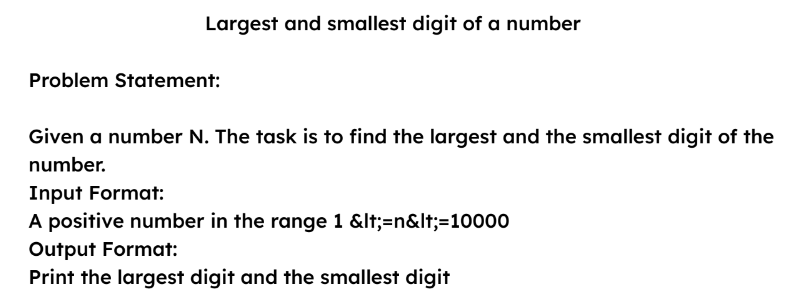 Largest and smallest digit of a number
Problem Statement:
Given a number N. The task is to find the largest and the smallest digit of the
number.
Input Format:
A positive number in the range 1 &lt;=n&lt;=10000
Output Format:
Print the largest digit and the smallest digit